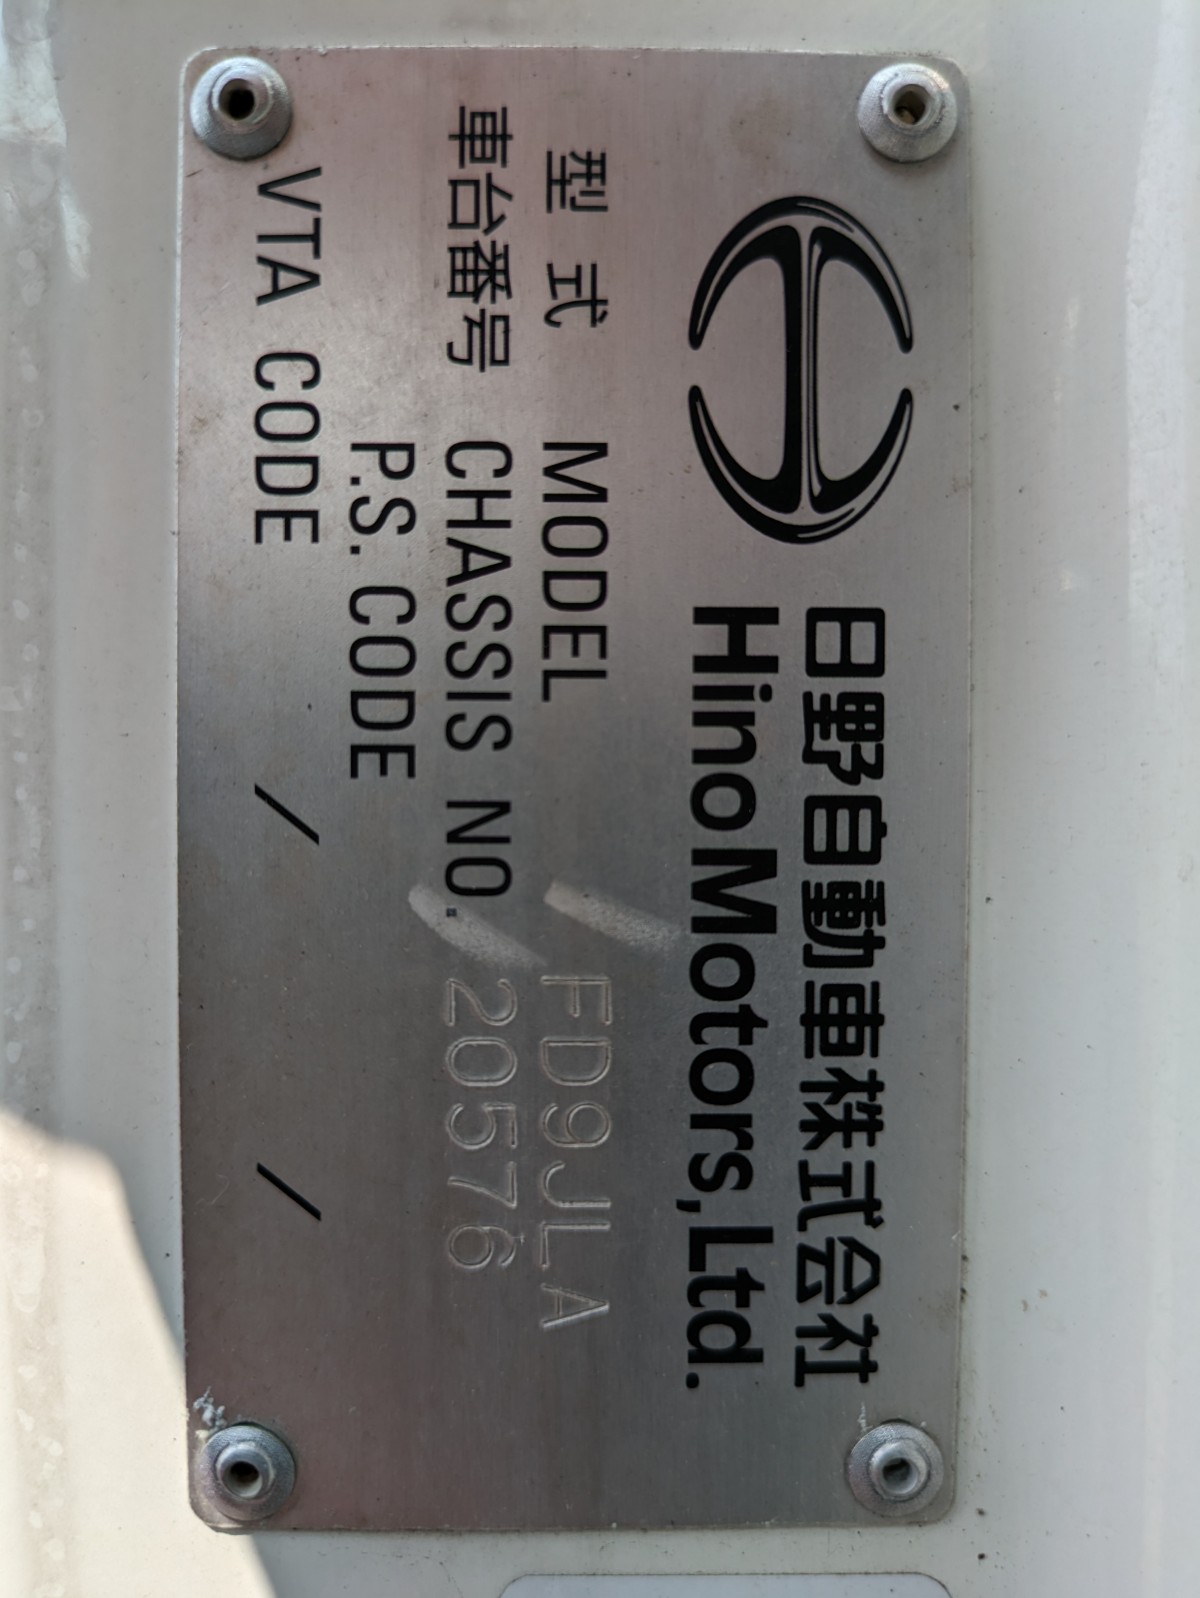 日野自動車株式会社
Hino Motors, Ltd.
型式 MODEL FD9JLA
車台番号 CHASSIS NO. 20576
P.S. CODE
VTA CODE / /